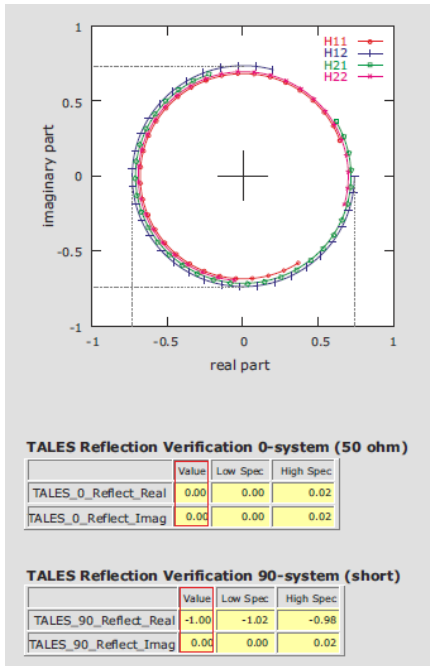 1
H11
H12
H21
H22
0.5
0
-0.5
-1
imaginary part
-1 -0.5 0 0.5 1
real part
TALES Reflection Verification 0-system (50 ohm)
Value Low Spec High Spec
TALES_0_Reflect_Real 0.00 0.00 0.02
TALES_0_Reflect_Imag 0.00 0.00 0.02
TALES Reflection Verification 90-system (short)
Value Low Spec High Spec
TALES_90_Reflect_Real -1.00 -1.02 -0.98
TALES_90_Reflect_Imag 0.00 0.00 0.02